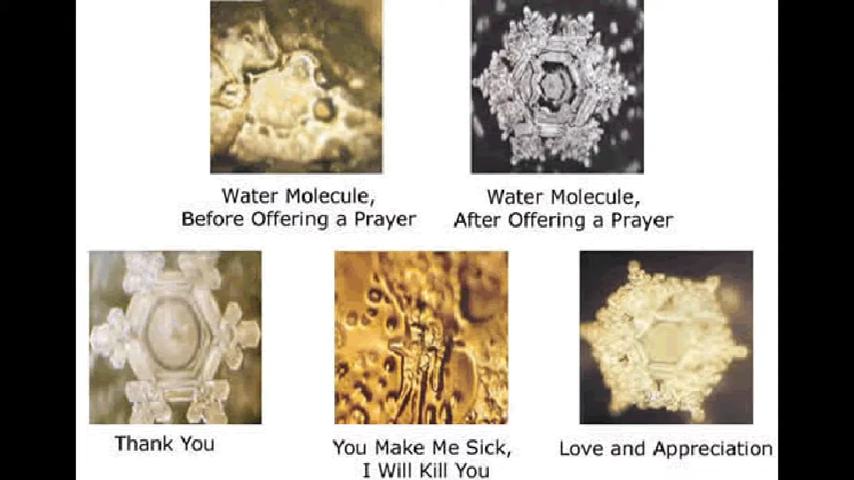 Water Molecule,
Before Offering a Prayer
Water Molecule,
After Offering a Prayer
Thank You
You Make Me Sick,
I Will Kill You
Love and Appreciation